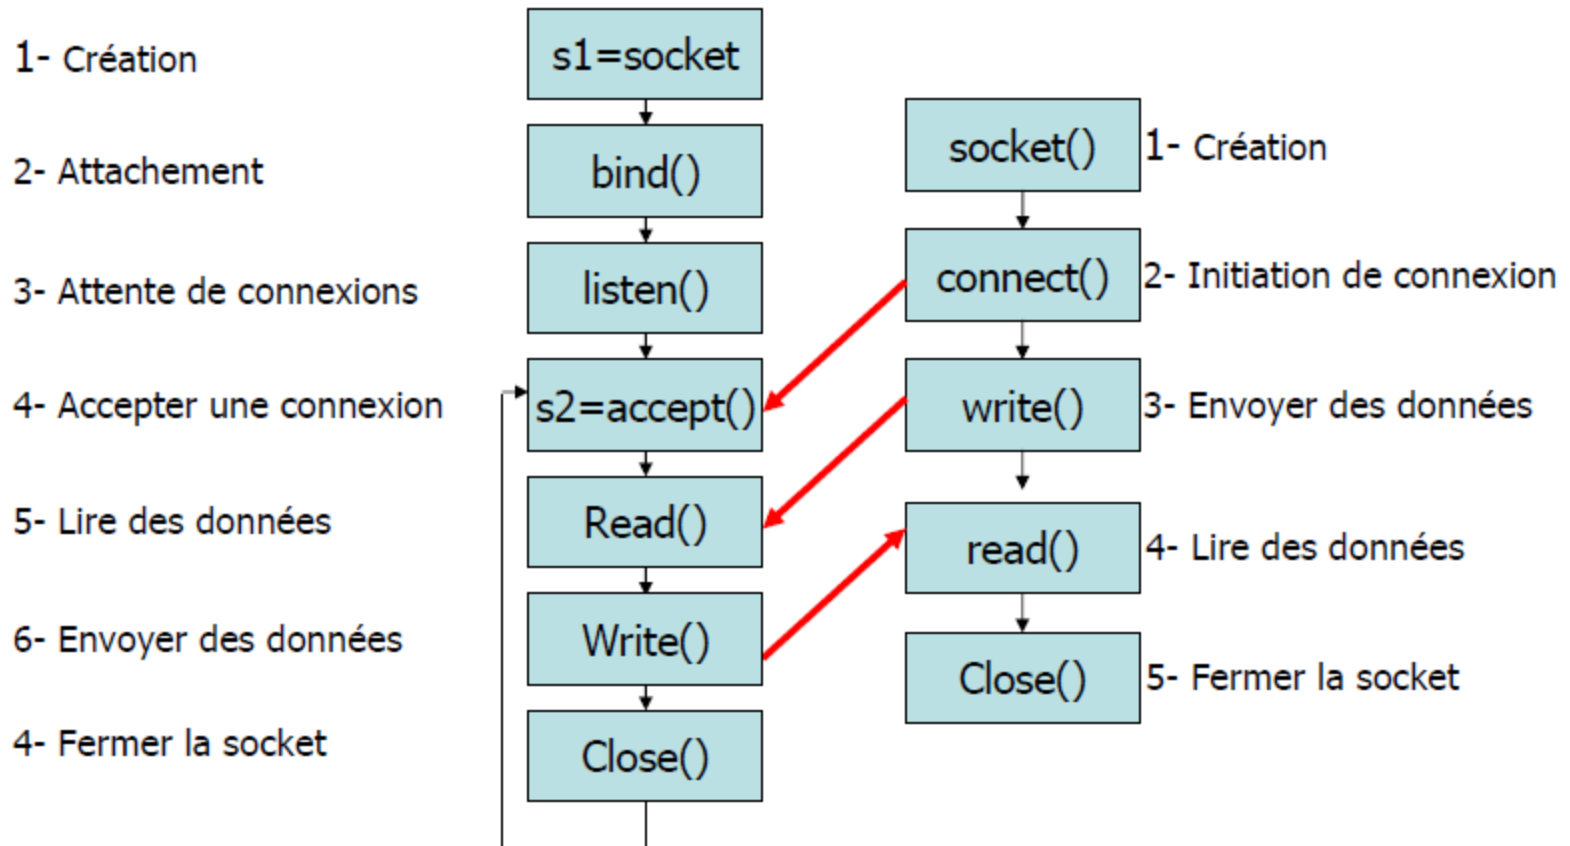 1- Création
s1=socket
2- Attachement
bind()
3- Attente de connexions
listen()
4- Accepter une connexion
s2=accept()
5- Lire des données
Read()
6- Envoyer des données
Write()
4- Fermer la socket
Close()
socket()
1- Création
connect()
2- Initiation de connexion
write()
3- Envoyer des données
read()
4- Lire des données
Close()
5- Fermer la socket